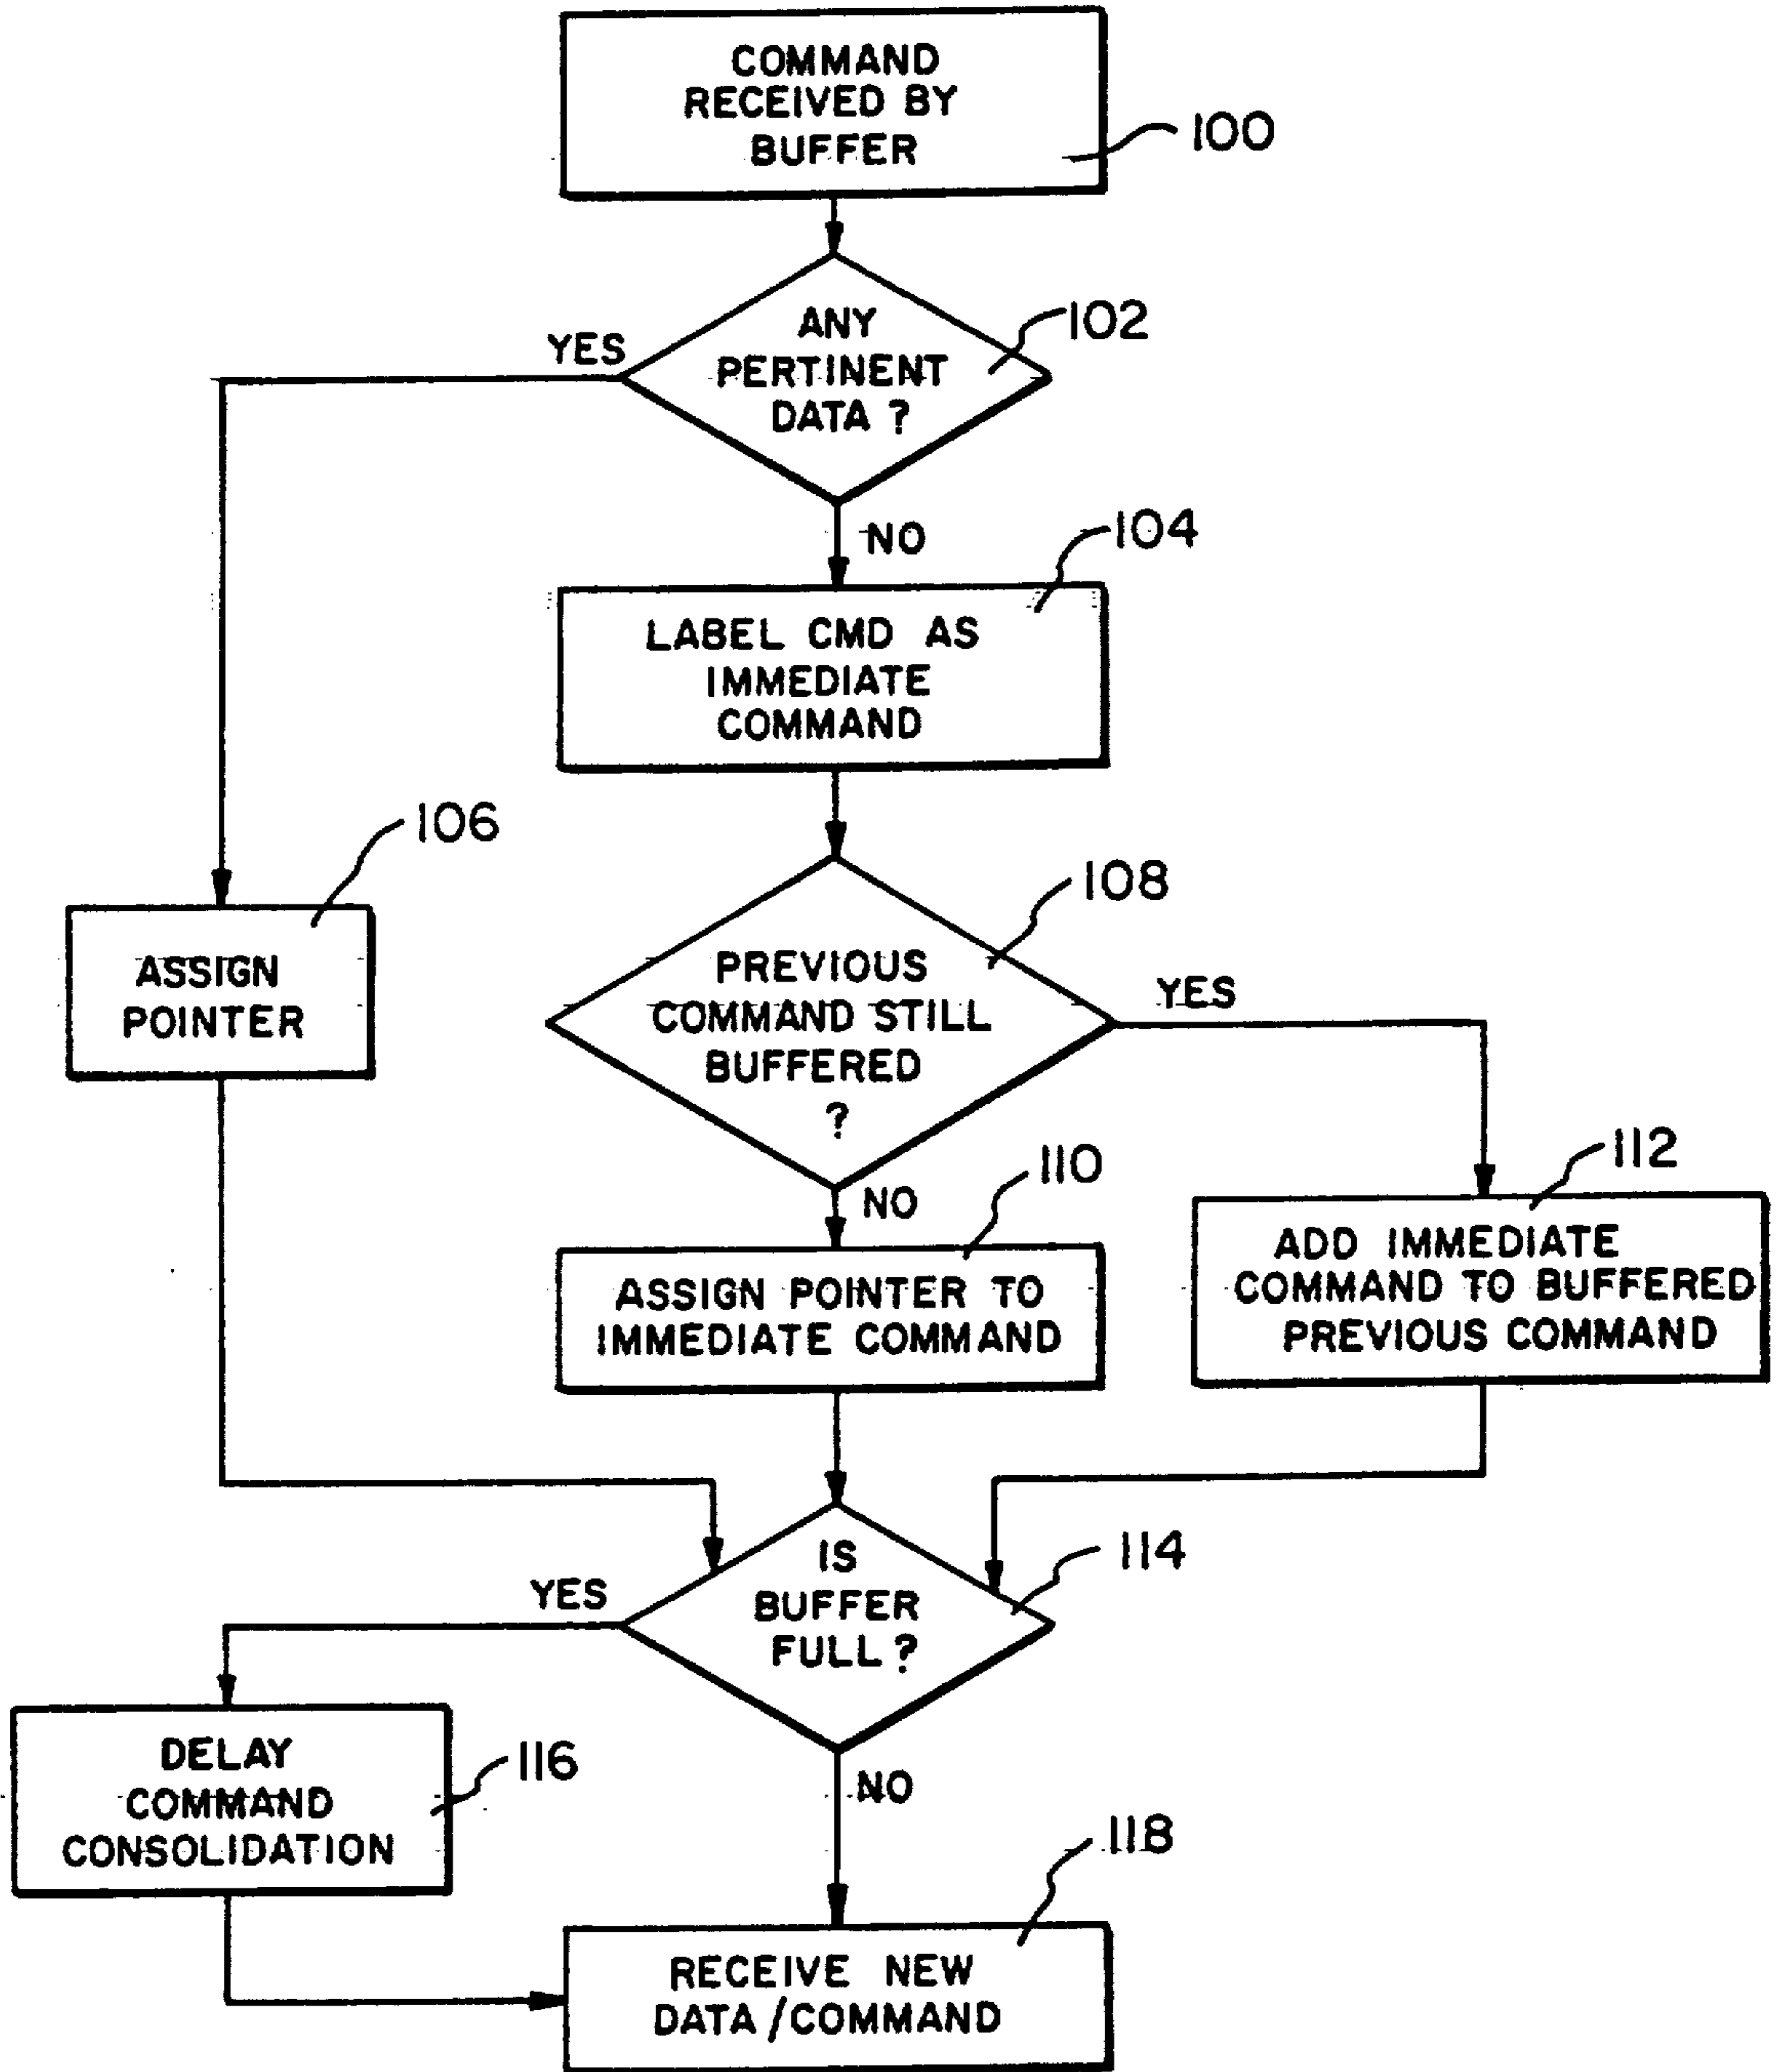 COMMAND
RECEIVED BY
BUFFER
100
ANY
PERTINENT
DATA ?
102
YES
NO
104
LABEL CMD AS
IMMEDIATE
COMMAND
106
ASSIGN
POINTER
108
PREVIOUS
COMMAND STILL
BUFFERED
?
YES
NO
110
ASSIGN POINTER TO
IMMEDIATE COMMAND
112
ADD IMMEDIATE
COMMAND TO BUFFERED
PREVIOUS COMMAND
IS
BUFFER
FULL ?
114
YES
NO
DELAY
COMMAND
CONSOLIDATION
116
118
RECEIVE NEW
DATA / COMMAND